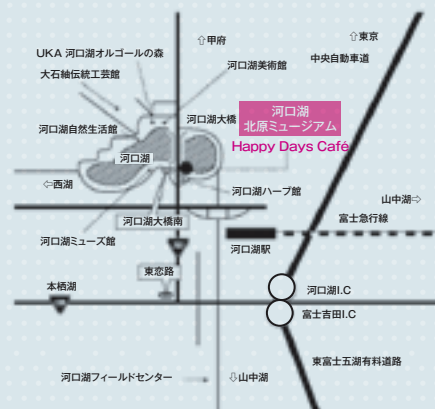 ⇧東京
⇧甲府
UKA 河口湖オルゴールの森
中央自動車道
河口湖美術館
大石紬伝統工芸館
河口湖
北原ミュージアム
河口湖大橋
河口湖自然生活館
Happy Days Café
河口湖
⇦西湖
河口湖ハーブ館
山中湖⇨
河口湖大橋南
富士急行線
河口湖ミューズ館
河口湖駅
東恋路
本栖湖
河口湖I.C
富士吉田I.C
東富士五湖有料道路
河口湖フィールドセンター
⇩山中湖